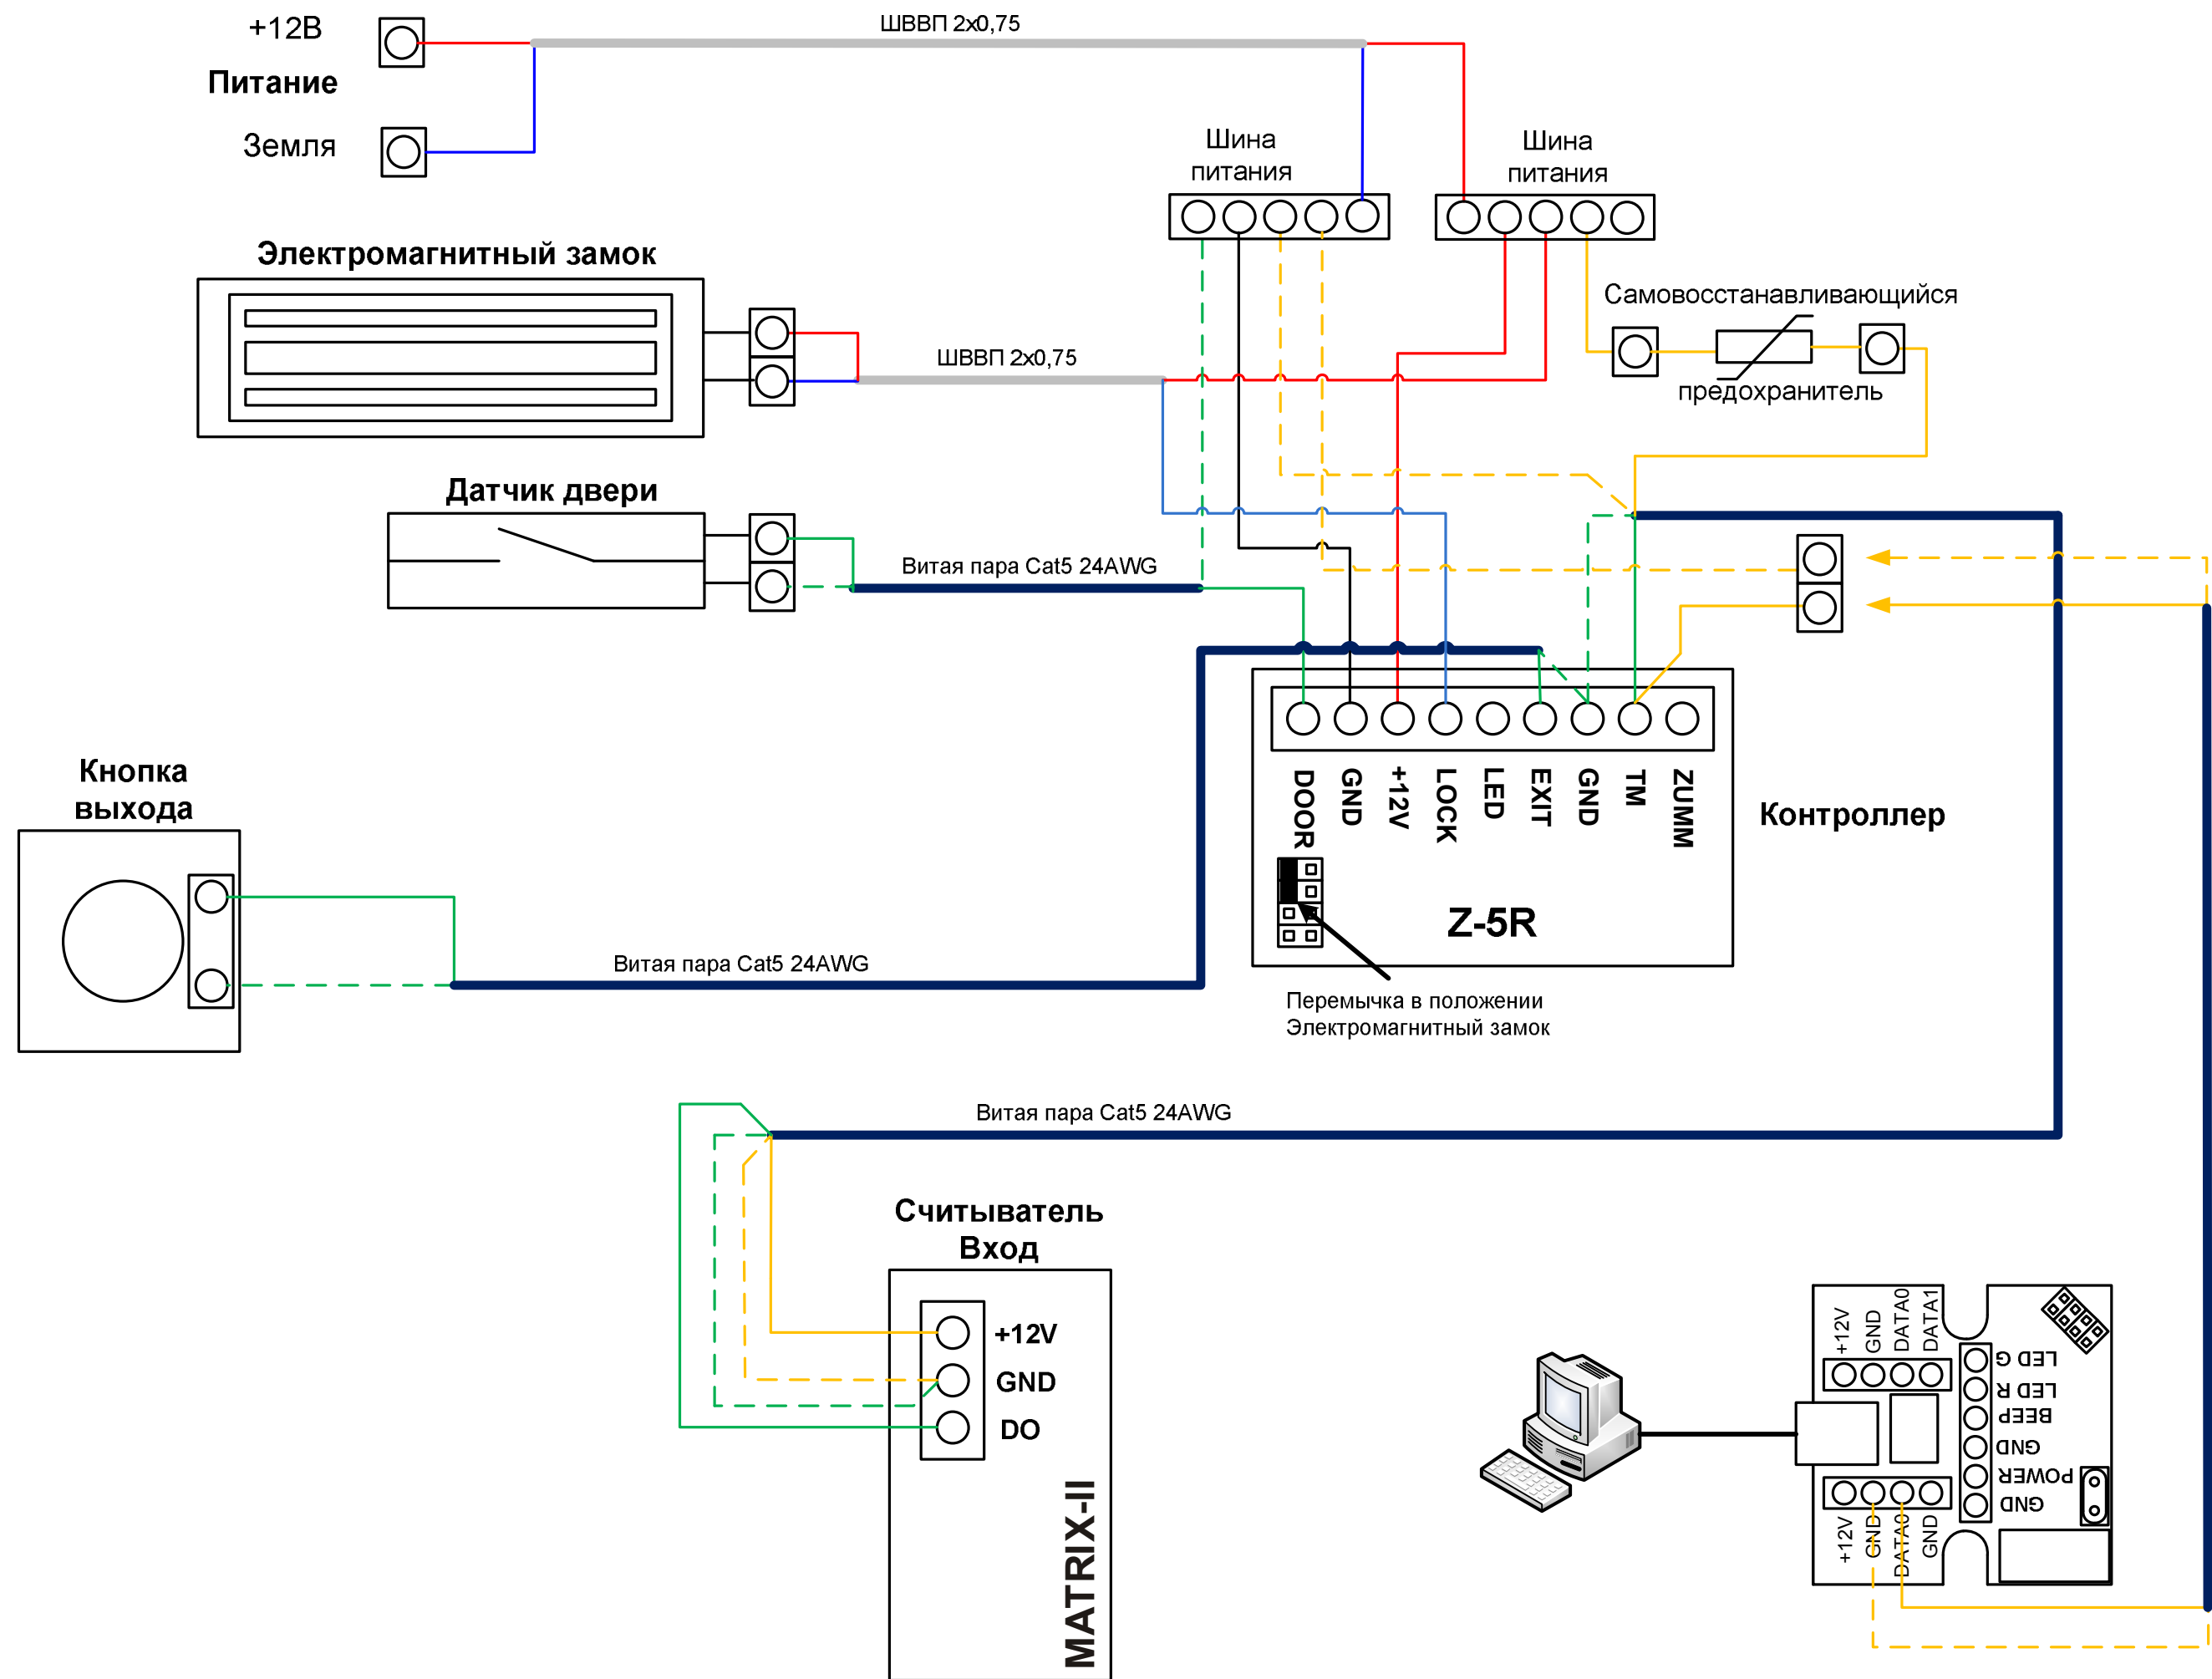 +12В
ШВВП 2х0,75
Питание
Земля
Шина
питания
Шина
питания
Электромагнитный замок
Самовосстанавливающийся
предохранитель
ШВВП 2х0,75
Датчик двери
Витая пара Cat5 24AWG
Кнопка
выхода
DOOR
GND
+12V
LOCK
LED
EXIT
GND
TM
ZUMM
Контроллер
Z-5R
Перемычка в положении
Электромагнитный замок
Витая пара Cat5 24AWG
Витая пара Cat5 24AWG
Считыватель
Вход
+12V
GND
DO
MATRIX-II
+12V
GND
DATA0
DATA1
LED G
LED R
BEEP
GND
POWER
GND
+12V
GND
DATA0
GND